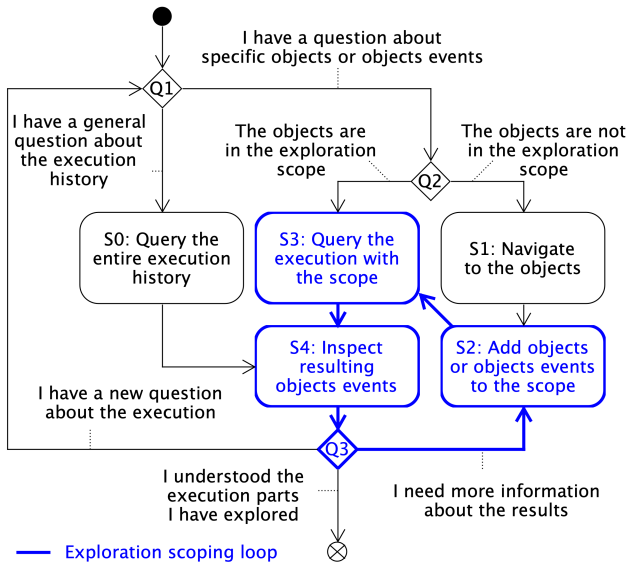 I have a question about
specific objects or objects events
Q1
I have a general
question about
the execution
history
The objects are
in the exploration
scope
The objects are not
in the exploration
scope
Q2
S0: Query the
entire execution
history
S3: Query the
execution with
the scope
S1: Navigate
to the objects
S4: Inspect
resulting
objects events
S2: Add objects
or objects events
to the scope
I have a new question
about the execution
Q3
I understood the
execution parts
I have explored
I need more information
about the results
Exploration scoping loop